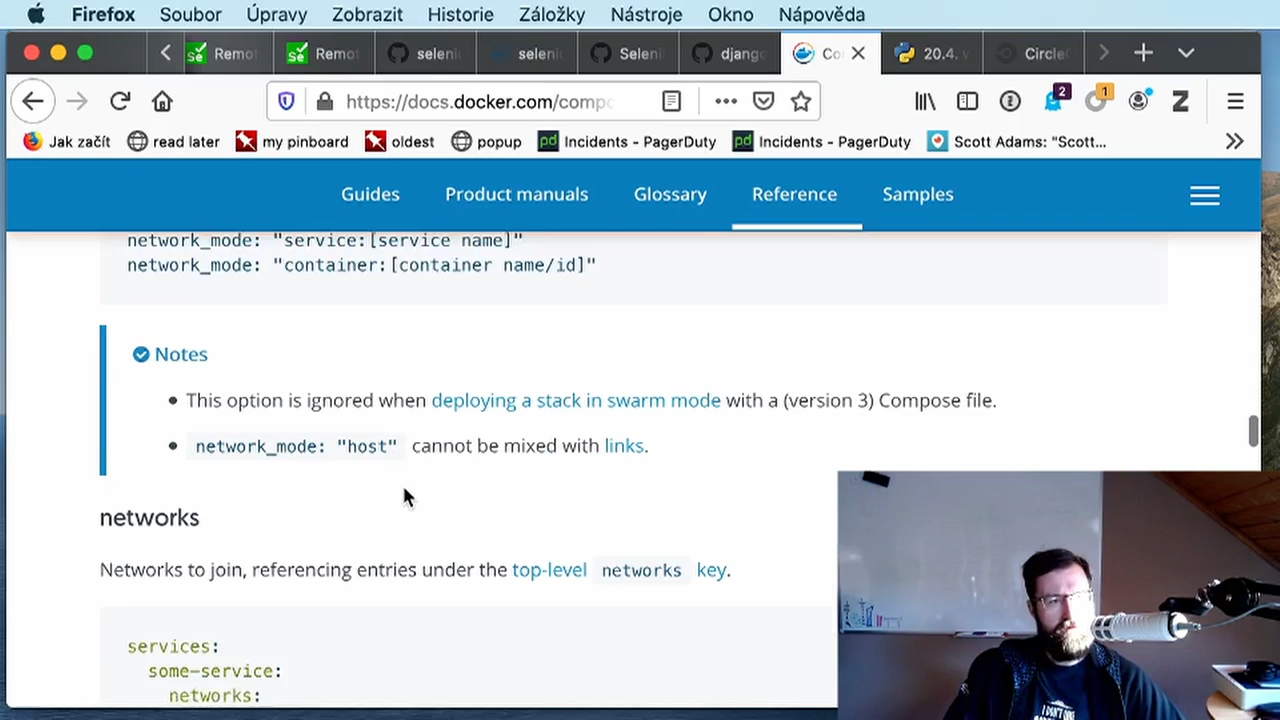 Firefox Soubor Úpravy Zobrazit Historie Záložky Nástroje Okno Nápověda
Remot Remot seleni seleni Seleni djang Co 20.4. Circle
https://docs.docker.com/compo 2 1
Jak začít read later my pinboard oldest popup Incidents - PagerDuty Incidents - PagerDuty Scott Adams: "Scott...
Guides Product manuals Glossary Reference Samples
network_mode: "service:[service name]"
network_mode: "container:[container name/id]"
Notes
This option is ignored when deploying a stack in swarm mode with a (version 3) Compose file.
network_mode: "host" cannot be mixed with links.
networks
Networks to join, referencing entries under the top-level networks key.
services:
some-service:
networks: